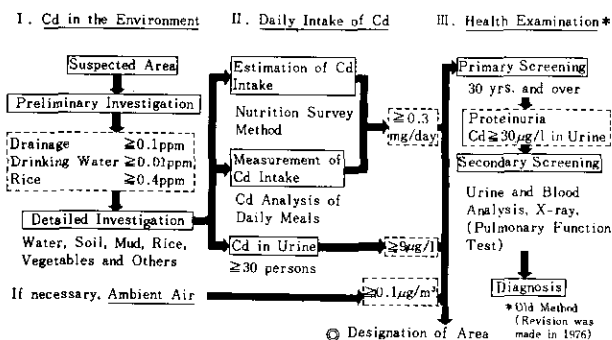 I. Cd in the Environment
Suspected Area
Preliminary Investigation
Drainage ≧0.1ppm
Drinking Water ≧0.01ppm
Rice ≧0.4ppm
Detailed Investigation
Water, Soil, Mud, Rice,
Vegetables and Others
If necessary, Ambient Air
II. Daily Intake of Cd
Estimation of Cd
Intake
Nutrition Survey
Method
Measurement of
Cd Intake
Cd Analysis of
Daily Meals
Cd in Urine
≧30 persons
≧0.3
mg/day
≧9μg/l
≧0.1μg/m³
◎ Designation of Area
III. Health Examination*
Primary Screening
30 yrs. and over
Proteinuria
Cd≧30μg/l in Urine
Secondary Screening
Urine and Blood
Analysis, X-ray,
(Pulmonary Function
Test)
Diagnosis
*Old Method
(Revision was
made in 1976)